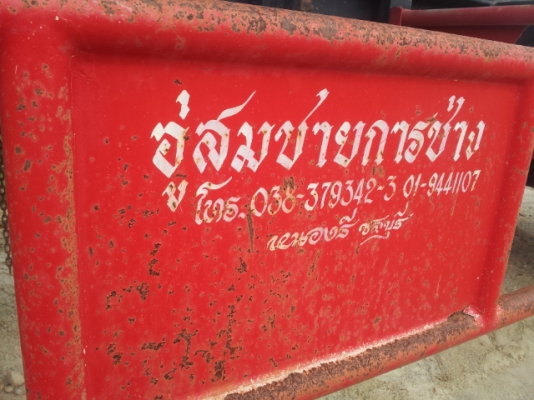 อู่สมชายการช่าง
โทร. 038-379342-3 01-9441107
หนองรี ชลบุรี